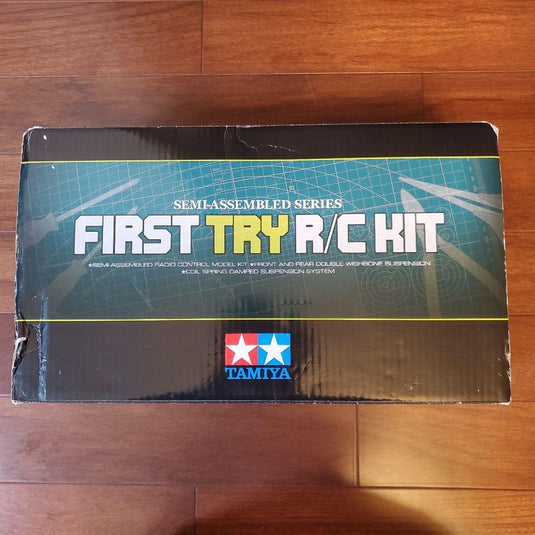 SEMI-ASSEMBLED SERIES
FIRST TRY R/C KIT
★SEMI-ASSEMBLED RADIO CONTROL MODEL KIT ★FRONT AND REAR DOUBLE WISHBONE SUSPENSION
★COIL SPRING DAMPED SUSPENSION SYSTEM
TAMIYA